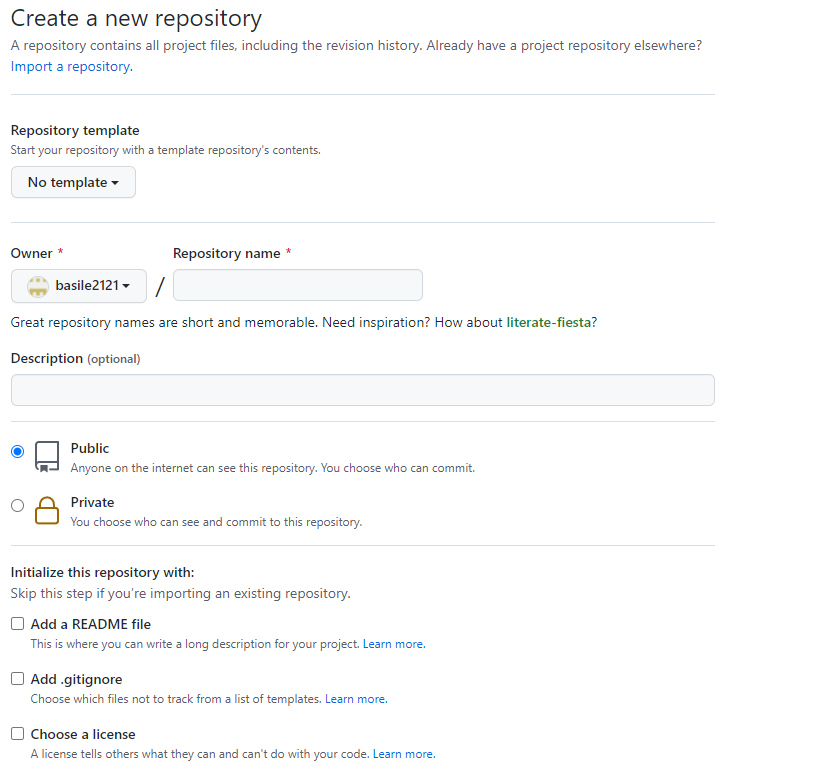 Create a new repository
A repository contains all project files, including the revision history. Already have a project repository elsewhere?
Import a repository.
Repository template
Start your repository with a template repository's contents.
No template
Owner *
Repository name *
basile2121
/
Great repository names are short and memorable. Need inspiration? How about literate-fiesta?
Description (optional)
Public
Anyone on the internet can see this repository. You choose who can commit.
Private
You choose who can see and commit to this repository.
Initialize this repository with:
Skip this step if you're importing an existing repository.
Add a README file
This is where you can write a long description for your project. Learn more.
Add .gitignore
Choose which files not to track from a list of templates. Learn more.
Choose a license
A license tells others what they can and can't do with your code. Learn more.